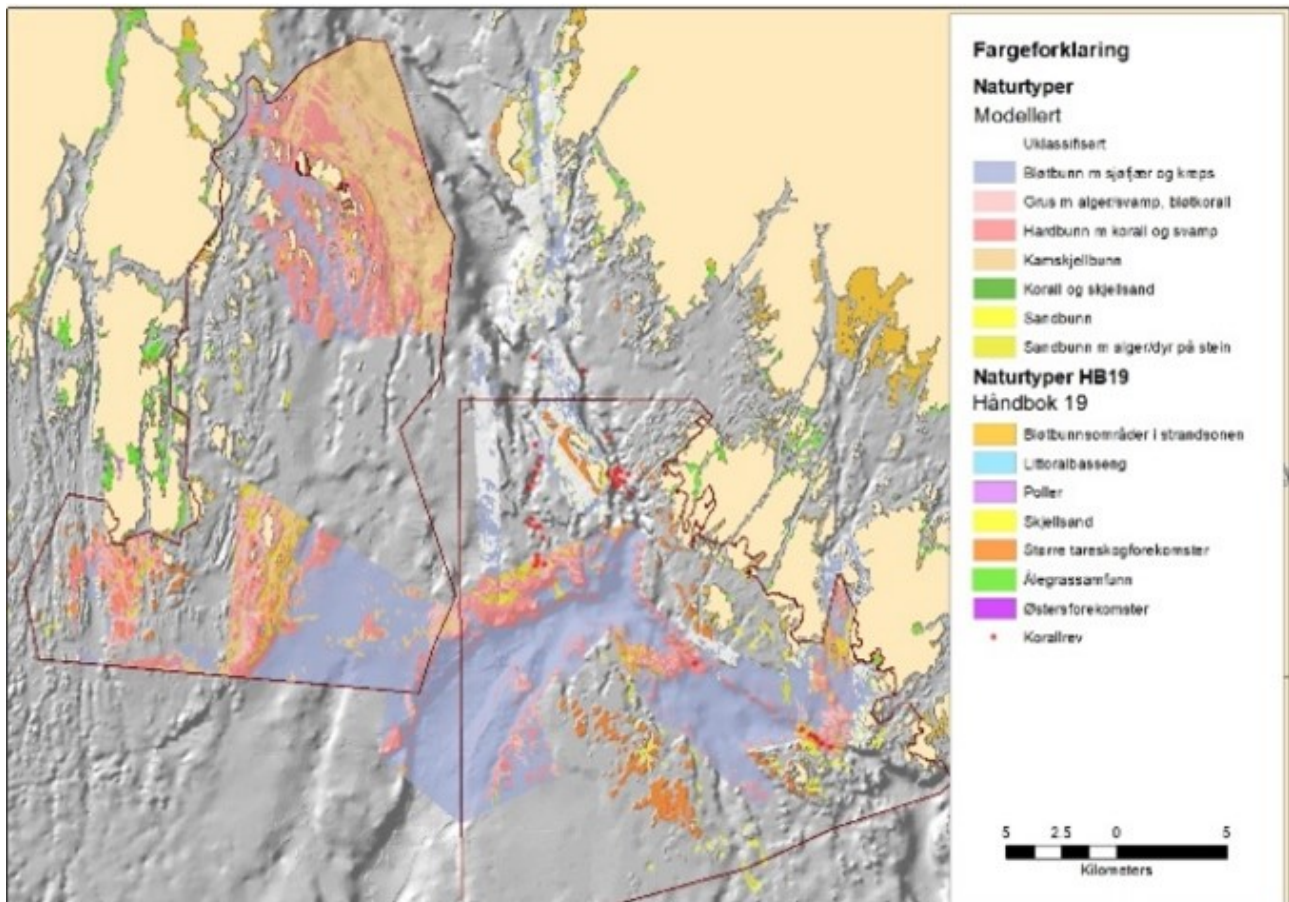 Fargeforklaring
Naturtyper
Modellert
Uklassifisert
Bløtbunn m sjøfjær og kreps
Grus m alger/svamp, bløtkorall
Hardbunn m korall og svamp
Kamskjellbunn
Korall og skjellsand
Sandbunn
Sandbunn m alger/dyr på stein
Naturtyper HB19
Håndbok 19
Bløtbunnsområder i strandsonen
Littoralbasseng
Poller
Skjellsand
Større tareskogforekomster
Ålegrassamfunn
Østersforekomster
Korallrev
5 2.5 0 5
Kilometers